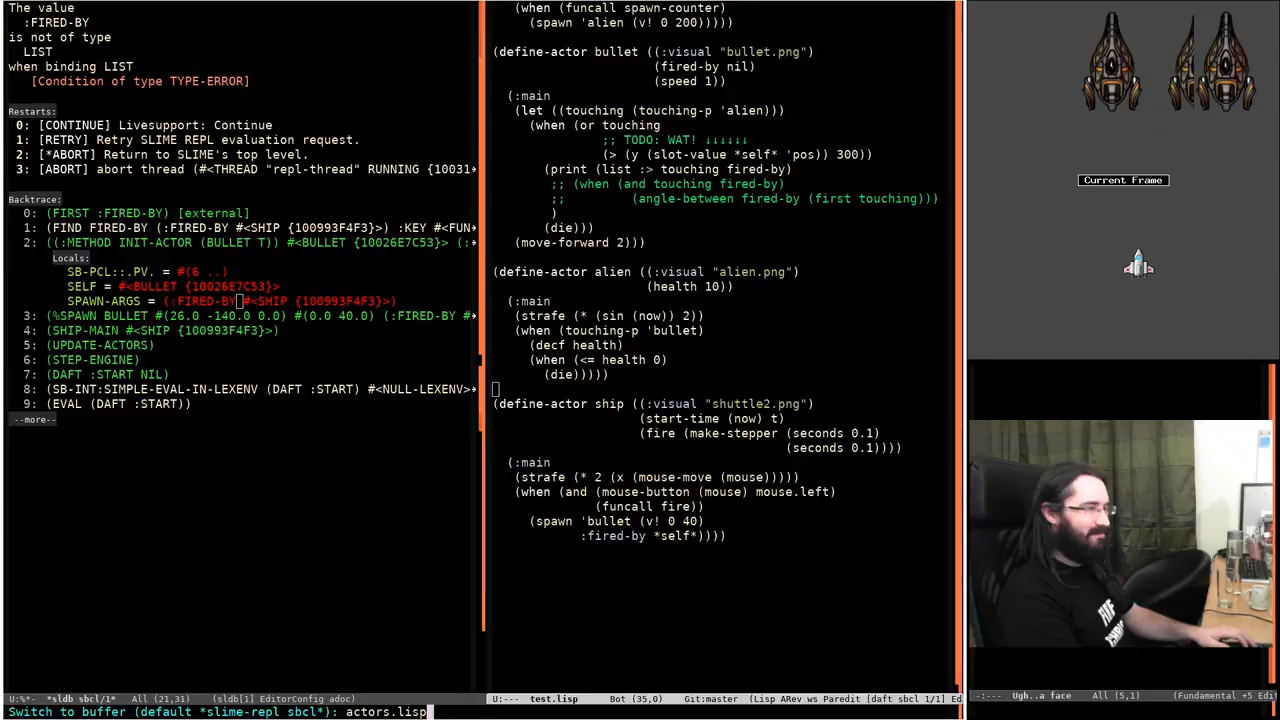 The value
:FIRED-BY
is not of type
LIST
when binding LIST
[Condition of type TYPE-ERROR]
Restarts:
0: [CONTINUE] Livesupport: Continue
1: [RETRY] Retry SLIME REPL evaluation request.
2: [*ABORT] Return to SLIME's top level.
3: [ABORT] abort thread (#<THREAD "repl-thread" RUNNING {10031→
Backtrace:
0: (FIRST :FIRED-BY) [external]
1: (FIND FIRED-BY (:FIRED-BY #<SHIP {100993F4F3}>) :KEY #<FUN→
2: ((:METHOD INIT-ACTOR (BULLET T)) #<BULLET {10026E7C53}> (:→
Locals:
SB-PCL::.PV. = #(6 ..)
SELF = #<BULLET {10026E7C53}>
SPAWN-ARGS = (:FIRED-BY #<SHIP {100993F4F3}>)
3: (%SPAWN BULLET #(26.0 -140.0 0.0) #(0.0 40.0) (:FIRED-BY #→
4: (SHIP-MAIN #<SHIP {100993F4F3}>)
5: (UPDATE-ACTORS)
6: (STEP-ENGINE)
7: (DAFT :START NIL)
8: (SB-INT:SIMPLE-EVAL-IN-LEXENV (DAFT :START) #<NULL-LEXENV>→
9: (EVAL (DAFT :START))
--more--
U:%*- *sldb sbcl/1* All (21,31) (sldb[1] EditorConfig adoc)
Switch to buffer (default *slime-repl sbcl*): actors.lisp
(when (funcall spawn-counter)
(spawn 'alien (v! 0 200)))))
(define-actor bullet ((:visual "bullet.png")
(fired-by nil)
(speed 1))
(:main
(let ((touching (touching-p 'alien)))
(when (or touching
;; TODO: WAT! ↓↓↓↓↓↓
(> (y (slot-value *self* 'pos)) 300))
(print (list :> touching fired-by)
;; (when (and touching fired-by)
;; (angle-between fired-by (first touching)))
)
(die)))
(move-forward 2)))
(define-actor alien ((:visual "alien.png")
(health 10))
(:main
(strafe (* (sin (now)) 2))
(when (touching-p 'bullet)
(decf health)
(when (<= health 0)
(die)))))
(define-actor ship ((:visual "shuttle2.png")
(start-time (now) t)
(fire (make-stepper (seconds 0.1)
(seconds 0.1))))
(:main
(strafe (* 2 (x (mouse-move (mouse)))))
(when (and (mouse-button (mouse) mouse.left)
(funcall fire))
(spawn 'bullet (v! 0 40)
:fired-by *self*))))
U:--- test.lisp Bot (35,0) Git:master (Lisp ARev ws Paredit [daft sbcl 1/1] Ed
Current Frame
-:--- Ugh..a face All (5,1) (Fundamental +5 Edit